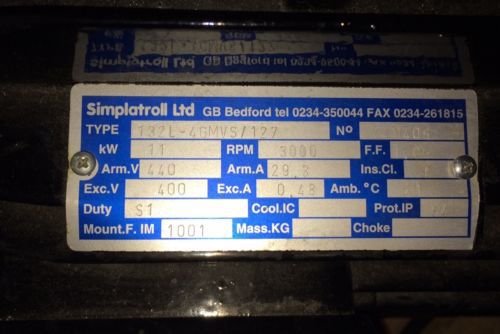 Simplatroll Ltd GB Bedford tel 0234-350044 FAX 0234-261815
TYPE 132L-4GMVS/127 Nº
kW 11 RPM 3000 F.F.
Arm.V 440 Arm.A 29.3 Ins.Cl.
Exc.V 400 Exc.A 0.48 Amb.°C
Duty S1 Cool.IC Prot.IP
Mount.F. IM 1001 Mass.KG Choke